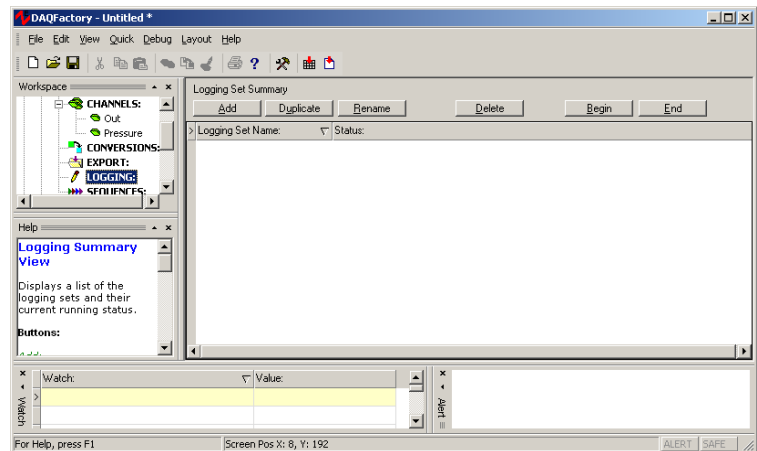 DAQFactory - Untitled *
File Edit View Quick Debug Layout Help
Workspace
CHANNELS:
Out
Pressure
CONVERSIONS:
EXPORT:
LOGGING:
SEQUENCES:
Logging Set Summary
Add Duplicate Rename Delete Begin End
Logging Set Name: Status:
Help
Logging Summary
View
Displays a list of the
logging sets and their
current running status.
Buttons:
Add:
Watch: Value:
Watch
Alert
For Help, press F1 Screen Pos X: 8, Y: 192 ALERT SAFE